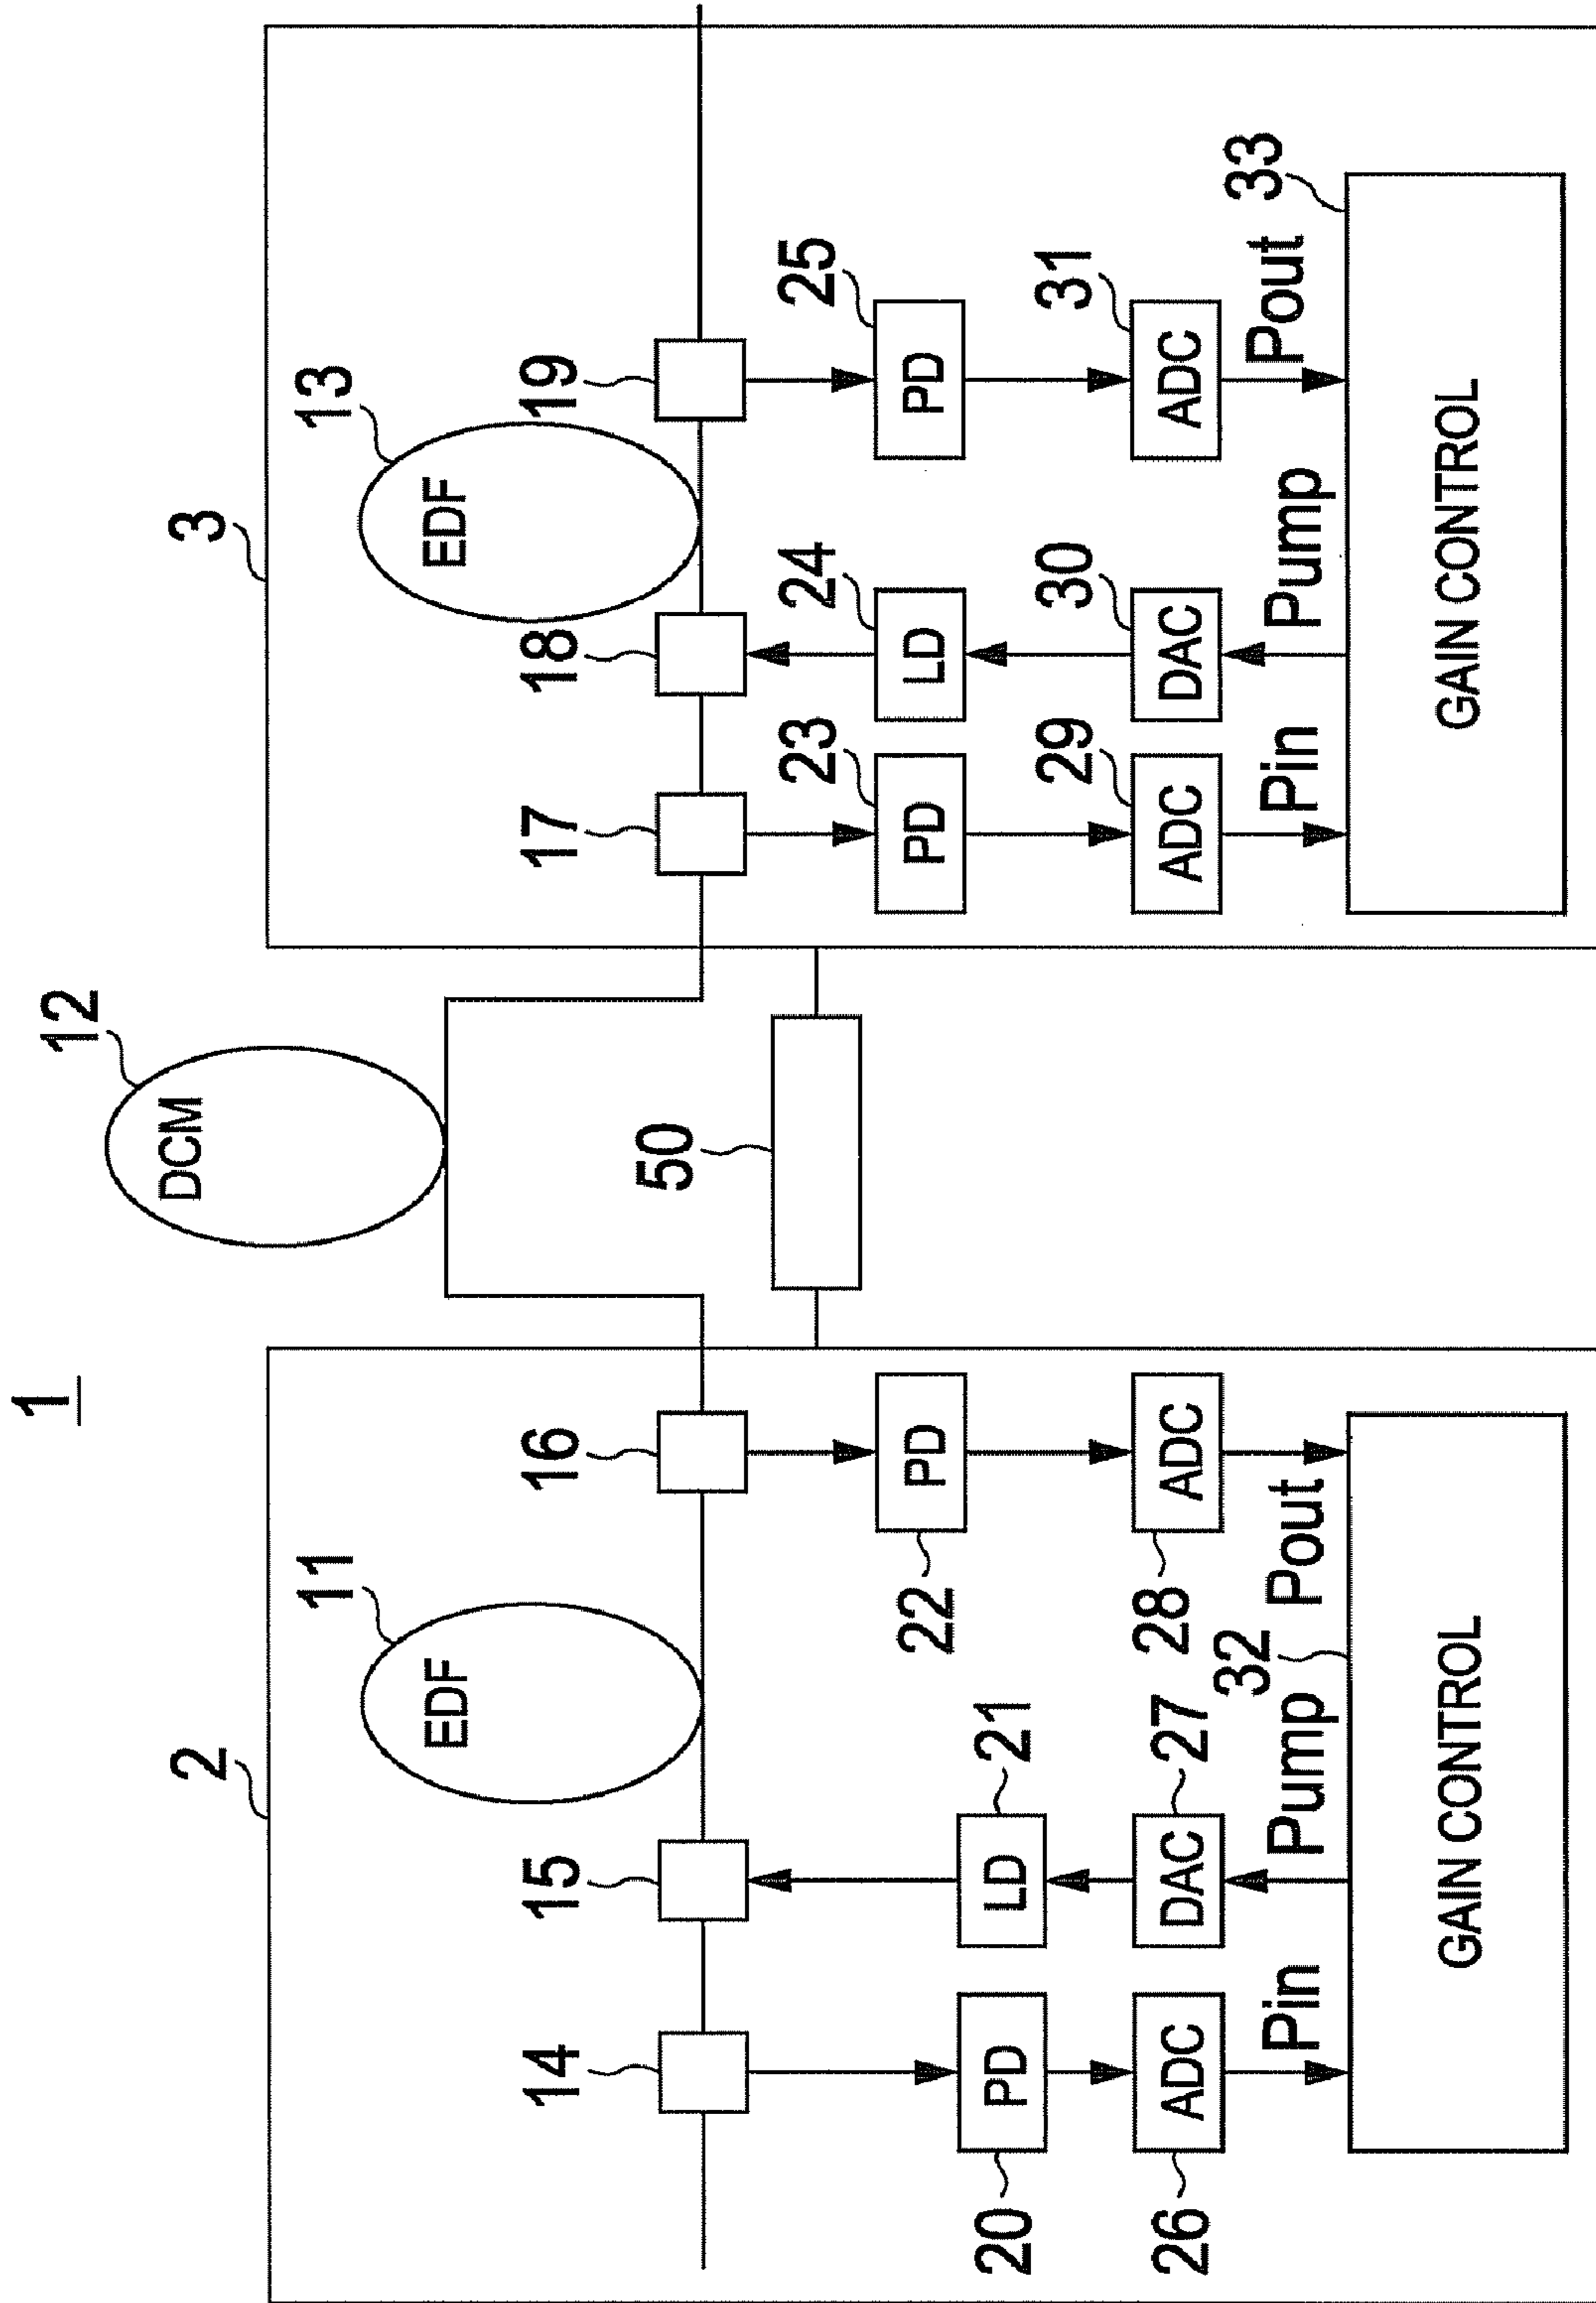 1
12
DCM
2
3
11
13
EDF
EDF
14
15
16
17
18
19
50
20
PD
21
LD
22
PD
23
PD
24
LD
25
PD
26
ADC
27
DAC
28
ADC
29
ADC
30
DAC
31
ADC
Pin
Pump
32
Pout
Pin
Pump
Pout
33
GAIN CONTROL
GAIN CONTROL